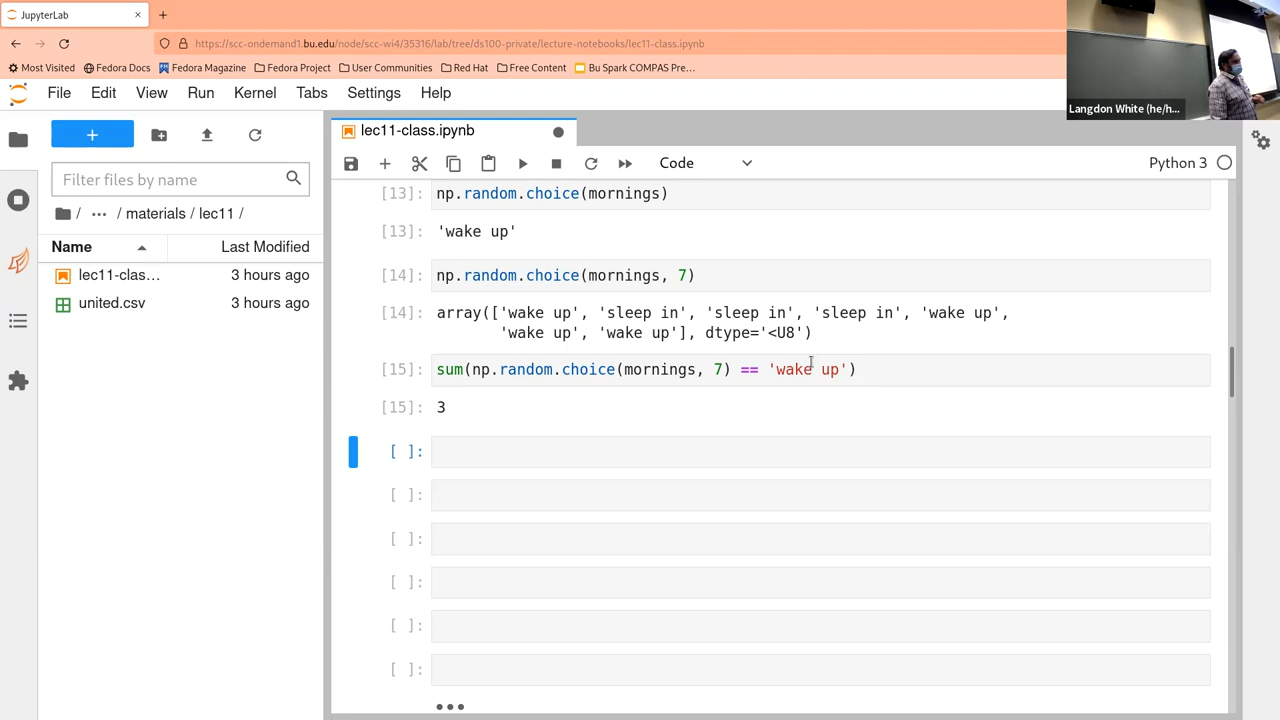 JupyterLab
https://scc-ondemand1.bu.edu/node/scc-wi4/35316/lab/tree/ds100-private/lecture-notebooks/lec11-class.ipynb
Most Visited Fedora Docs Fedora Magazine Fedora Project User Communities Red Hat Free Content Bu Spark COMPAS Pre…
Langdon White (he/h...
File Edit View Run Kernel Tabs Settings Help
lec11-class.ipynb
Code
Python 3
Filter files by name
/ ... / materials / lec11 /
Name Last Modified
lec11-clas… 3 hours ago
united.csv 3 hours ago
[13]: np.random.choice(mornings)
[13]: 'wake up'
[14]: np.random.choice(mornings, 7)
[14]: array(['wake up', 'sleep in', 'sleep in', 'sleep in', 'wake up',
'wake up', 'wake up'], dtype='<U8')
[15]: sum(np.random.choice(mornings, 7) == 'wake up')
[15]: 3
[ ]:
[ ]:
[ ]:
[ ]:
[ ]:
[ ]: